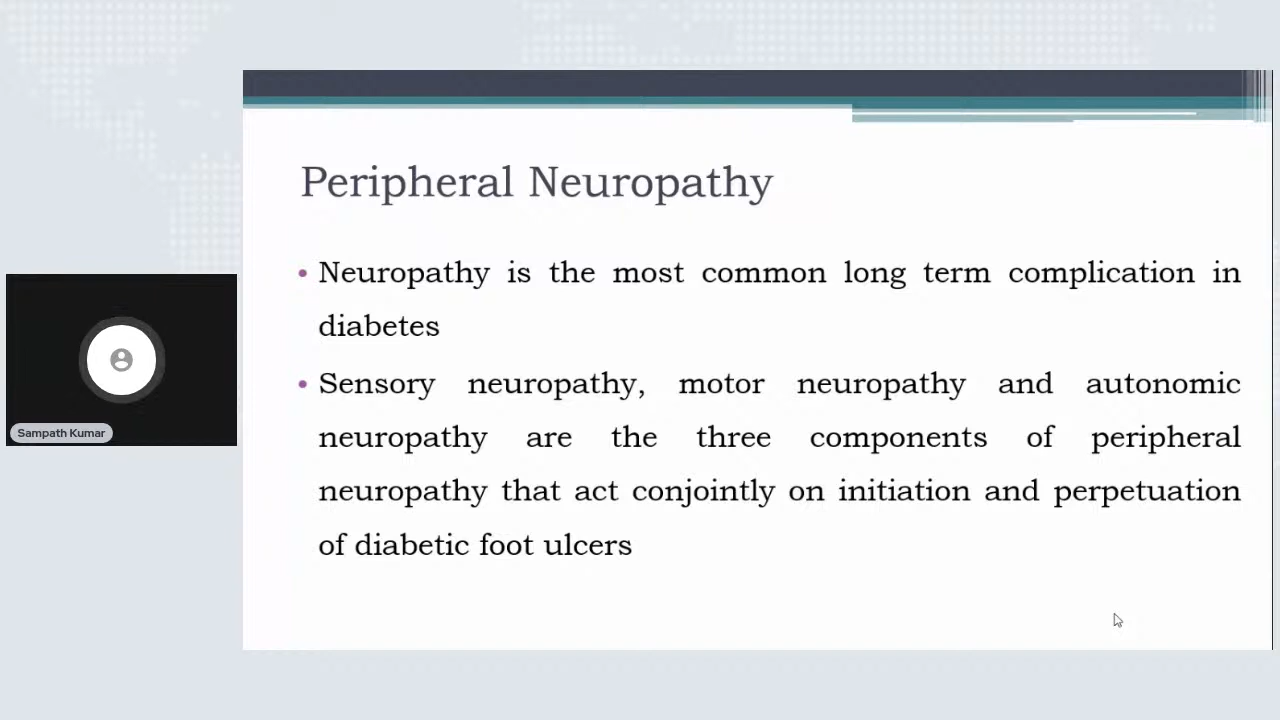 Peripheral Neuropathy
• Neuropathy is the most common long term complication in
diabetes
• Sensory neuropathy, motor neuropathy and autonomic
neuropathy are the three components of peripheral
neuropathy that act conjointly on initiation and perpetuation
of diabetic foot ulcers
Sampath Kumar